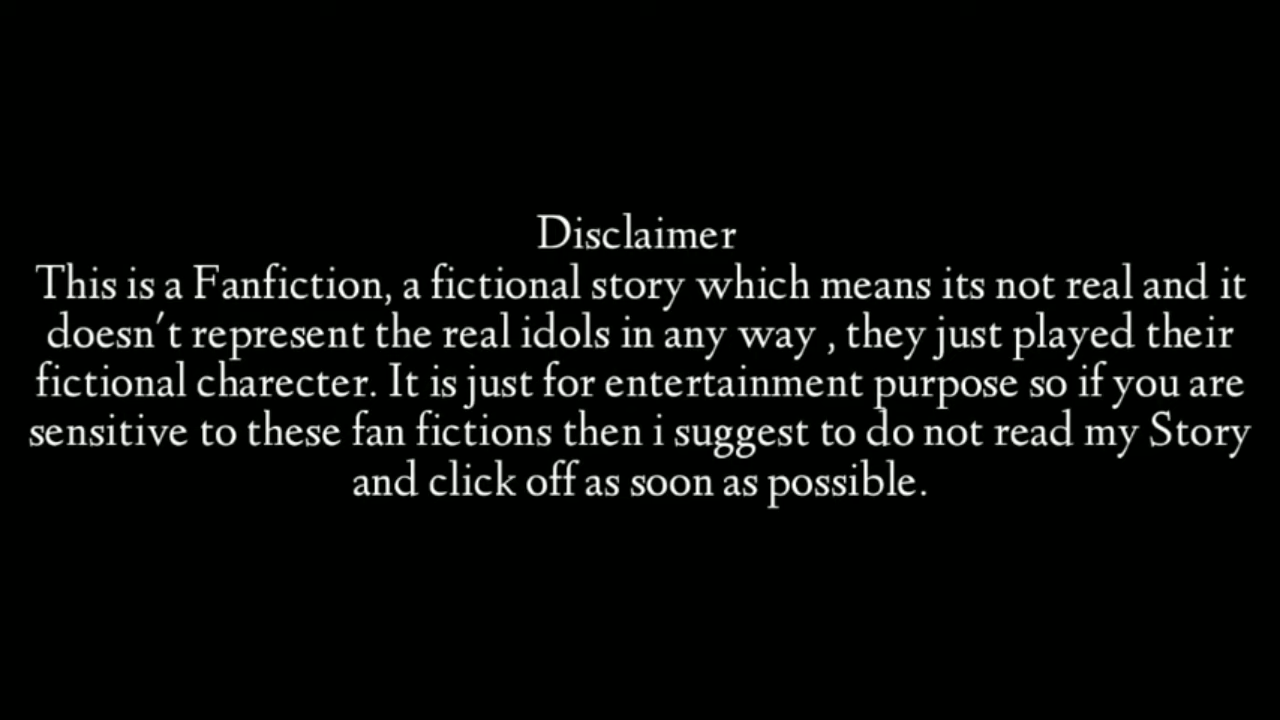 Disclaimer
This is a Fanfiction, a fictional story which means its not real and it
doesn't represent the real idols in any way , they just played their
fictional charecter. It is just for entertainment purpose so if you are
sensitive to these fan fictions then i suggest to do not read my Story
and click off as soon as possible.